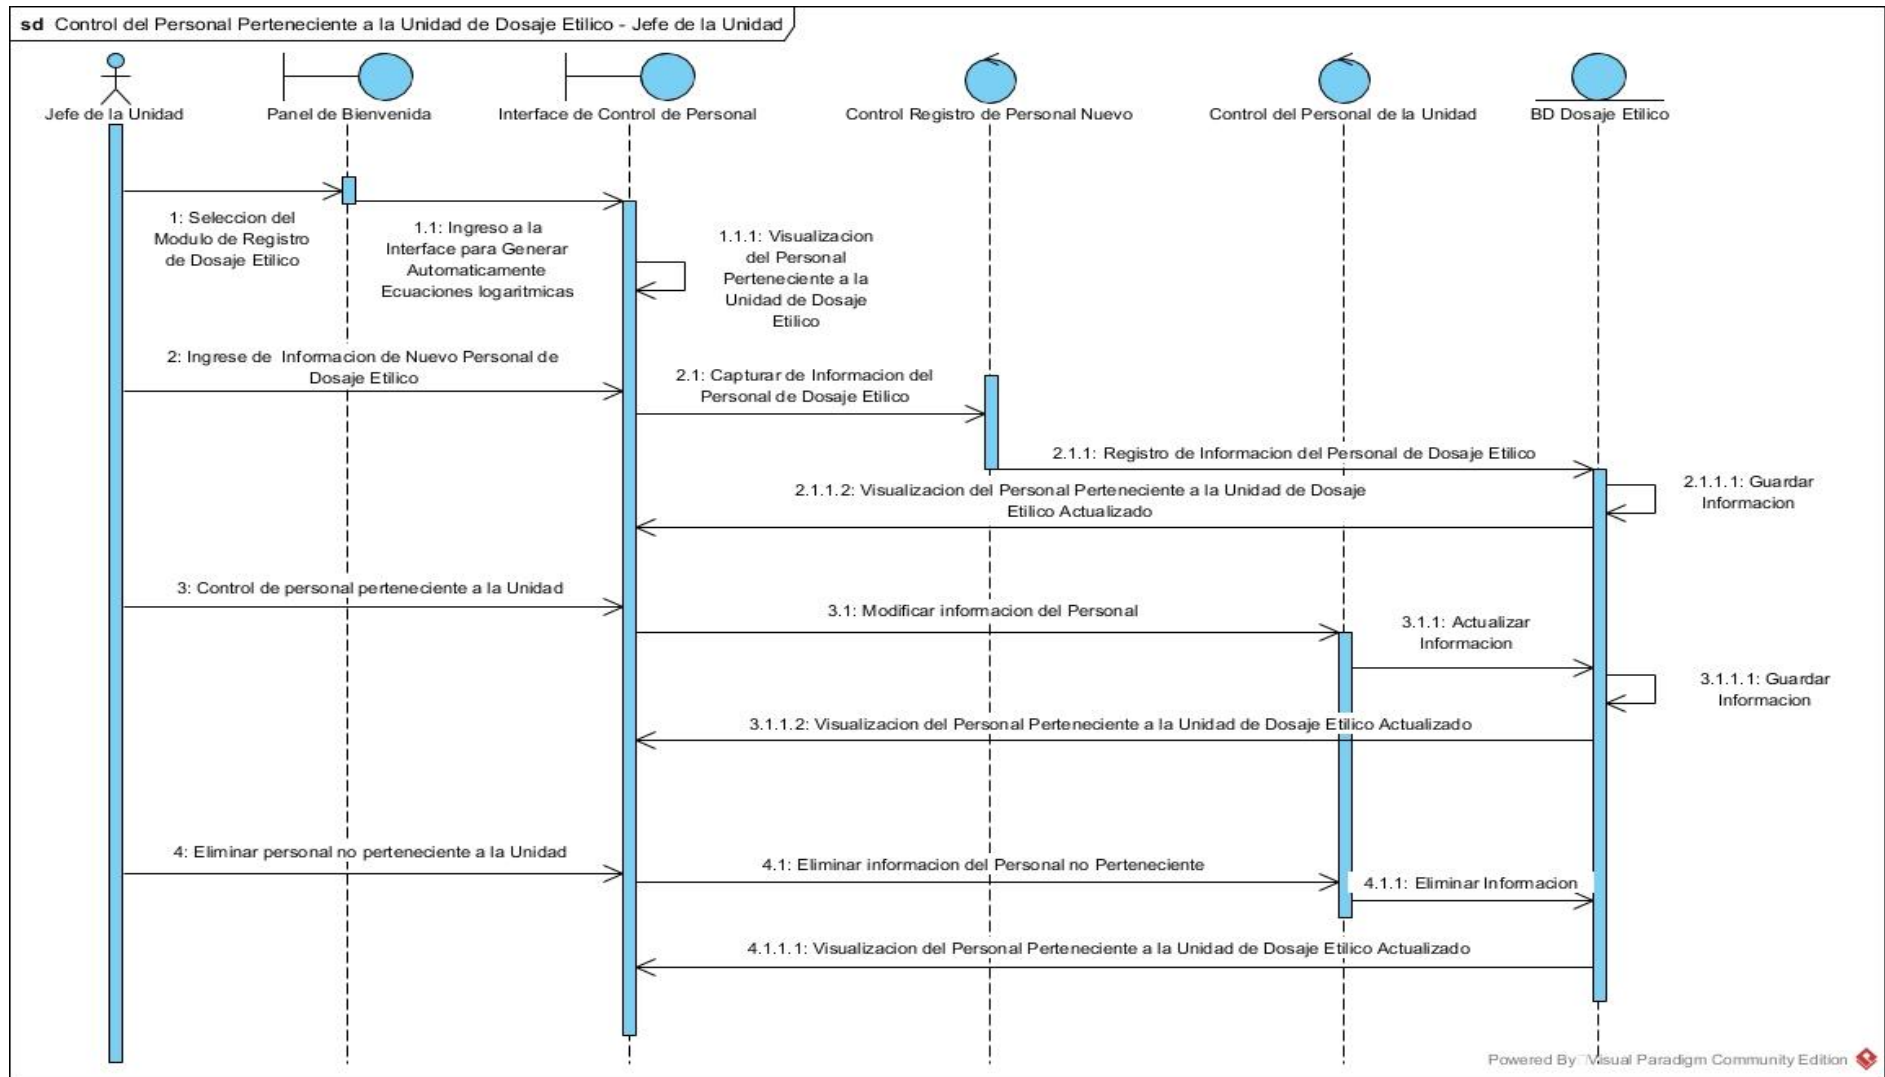 sd Control del Personal Perteneciente a la Unidad de Dosaje Etilico - Jefe de la Unidad
Jefe de la Unidad
Panel de Bienvenida
Interface de Control de Personal
Control Registro de Personal Nuevo
Control del Personal de la Unidad
BD Dosaje Etilico
1: Seleccion del
Modulo de Registro
de Dosaje Etilico
1.1: Ingreso a la
Interface para Generar
Automaticamente
Ecuaciones logaritmicas
1.1.1: Visualizacion
del Personal
Perteneciente a la
Unidad de Dosaje
Etilico
2: Ingrese de Informacion de Nuevo Personal de
Dosaje Etilico
2.1: Capturar de Informacion del
Personal de Dosaje Etilico
2.1.1: Registro de Informacion del Personal de Dosaje Etilico
2.1.1.1: Guardar
Informacion
2.1.1.2: Visualizacion del Personal Perteneciente a la Unidad de Dosaje
Etilico Actualizado
3: Control de personal perteneciente a la Unidad
3.1: Modificar informacion del Personal
3.1.1: Actualizar
Informacion
3.1.1.1: Guardar
Informacion
3.1.1.2: Visualizacion del Personal Perteneciente a la Unidad de Dosaje Etilico Actualizado
4: Eliminar personal no perteneciente a la Unidad
4.1: Eliminar informacion del Personal no Perteneciente
4.1.1: Eliminar Informacion
4.1.1.1: Visualizacion del Personal Perteneciente a la Unidad de Dosaje Etilico Actualizado
Powered By Visual Paradigm Community Edition